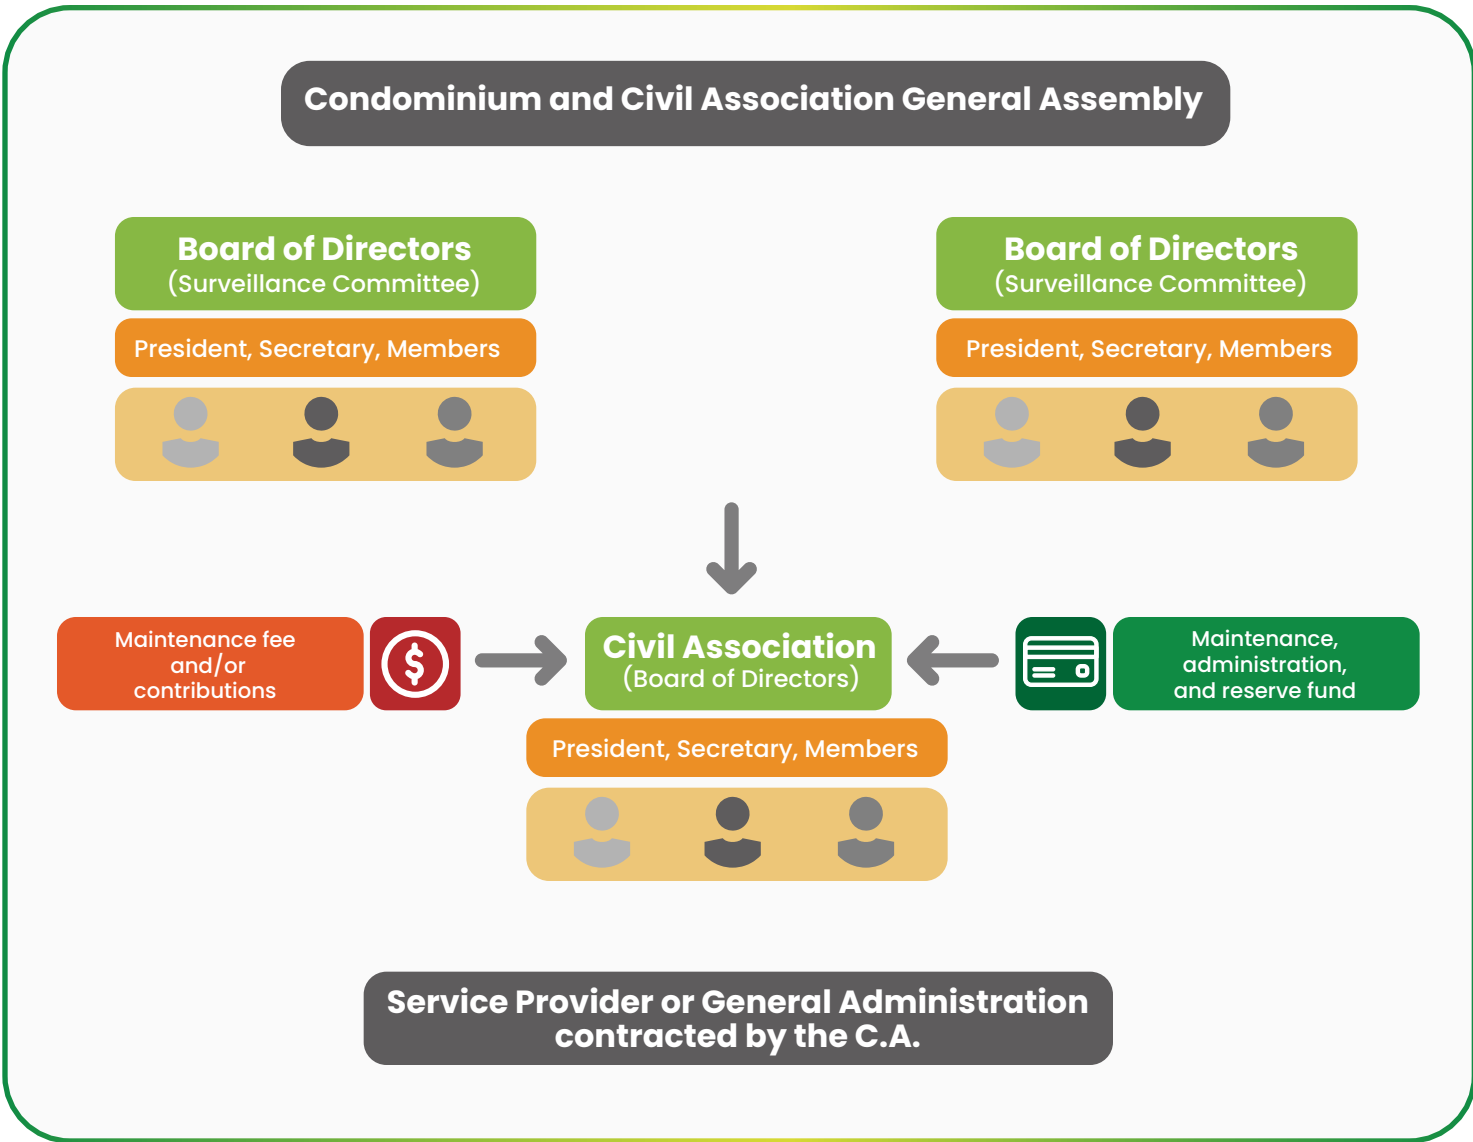 Condominium and Civil Association General Assembly
Board of Directors
(Surveillance Committee)
President, Secretary, Members
Board of Directors
(Surveillance Committee)
President, Secretary, Members
Maintenance fee
and/or
contributions
$
Civil Association
(Board of Directors)
President, Secretary, Members
Maintenance,
administration,
and reserve fund
Service Provider or General Administration
contracted by the C.A.